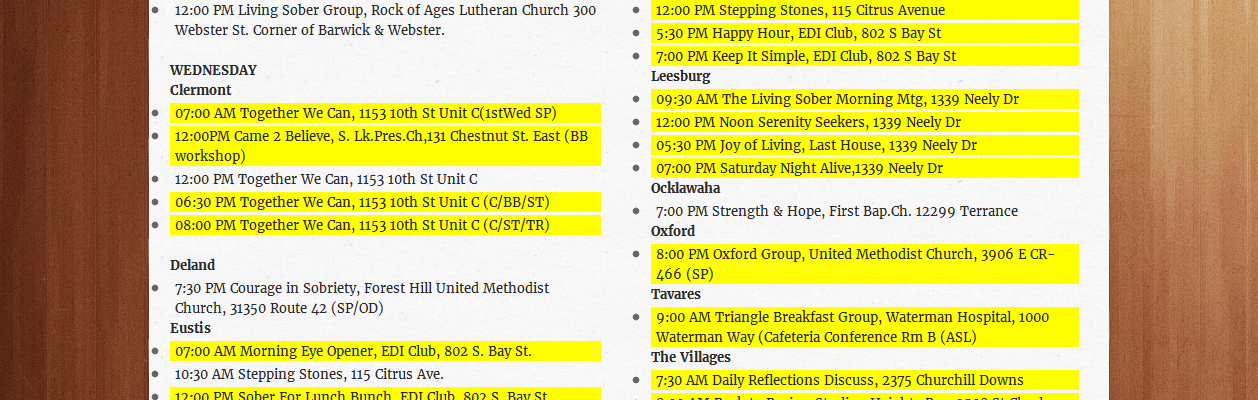 12:00 PM Living Sober Group, Rock of Ages Lutheran Church 300
Webster St. Corner of Barwick & Webster.
WEDNESDAY
Clermont
07:00 AM Together We Can, 1153 10th St Unit C(1stWed SP)
12:00PM Came 2 Believe, S. Lk.Pres.Ch,131 Chestnut St. East (BB
workshop)
12:00 PM Together We Can, 1153 10th St Unit C
06:30 PM Together We Can, 1153 10th St Unit C (C/BB/ST)
08:00 PM Together We Can, 1153 10th St Unit C (C/ST/TR)
Deland
7:30 PM Courage in Sobriety, Forest Hill United Methodist
Church, 31350 Route 42 (SP/OD)
Eustis
07:00 AM Morning Eye Opener, EDI Club, 802 S. Bay St.
10:30 AM Stepping Stones, 115 Citrus Ave.
12:00 PM Sober For Lunch Bunch, EDI Club, 802 S. Bay St
12:00 PM Stepping Stones, 115 Citrus Avenue
5:30 PM Happy Hour, EDI Club, 802 S Bay St
7:00 PM Keep It Simple, EDI Club, 802 S Bay St
Leesburg
09:30 AM The Living Sober Morning Mtg, 1339 Neely Dr
12:00 PM Noon Serenity Seekers, 1339 Neely Dr
05:30 PM Joy of Living, Last House, 1339 Neely Dr
07:00 PM Saturday Night Alive,1339 Neely Dr
Ocklawaha
7:00 PM Strength & Hope, First Bap.Ch. 12299 Terrance
Oxford
8:00 PM Oxford Group, United Methodist Church, 3906 E CR-
466 (SP)
Tavares
9:00 AM Triangle Breakfast Group, Waterman Hospital, 1000
Waterman Way (Cafeteria Conference Rm B (ASL)
The Villages
7:30 AM Daily Reflections Discuss, 2375 Churchill Downs